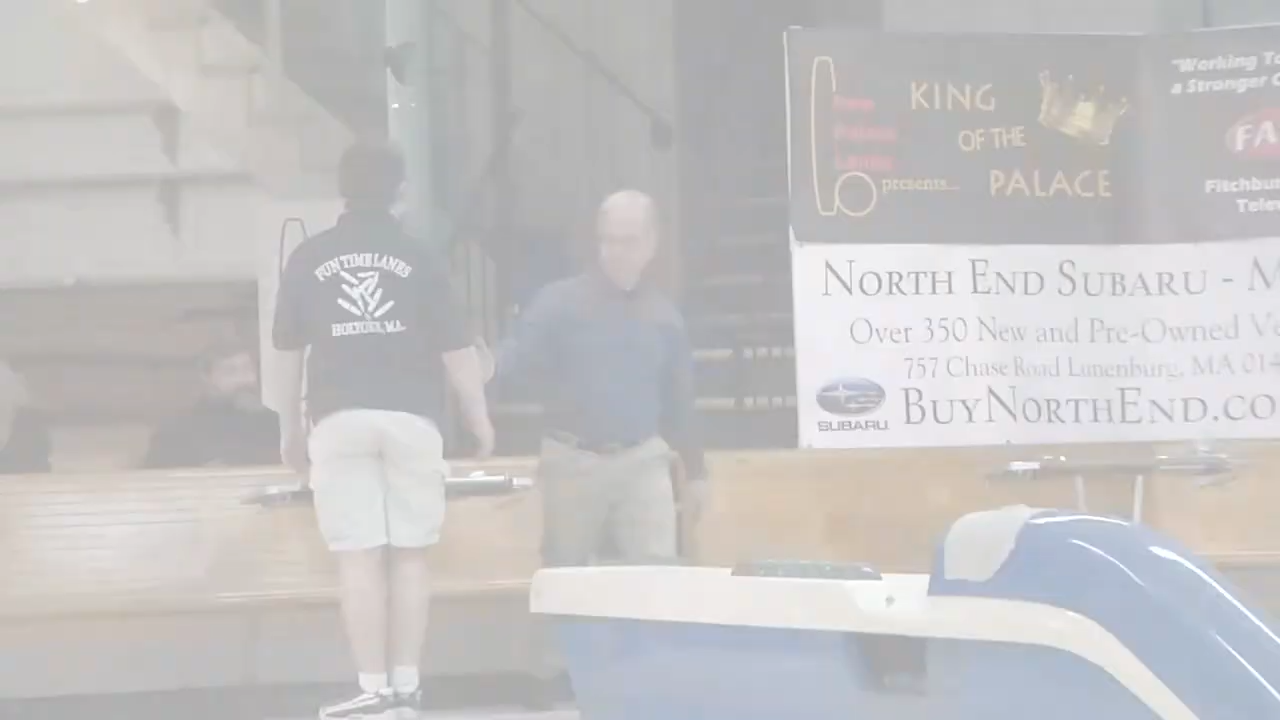 KING
OF THE
presents... PALACE
"Working To
a Stronger C
FA
Fitchbu
Telev
NORTH END SUBARU - M
Over 350 New and Pre-Owned V
757 Chase Road Lunenburg, MA 01
BUYNORTHEND.CO
SUBARU
FUN TIME LANES
HOLYOKE, MA.